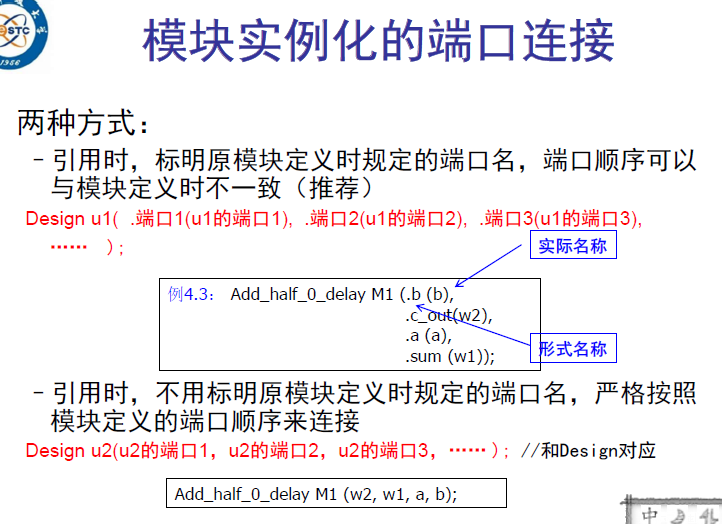 STC
1986
模块实例化的端口连接
两种方式：
－引用时，标明原模块定义时规定的端口名，端口顺序可以
与模块定义时不一致（推荐）
Design u1( .端口1(u1的端口1), .端口2(u1的端口2), .端口3(u1的端口3),
…… );
实际名称
例4.3： Add_half_0_delay M1 (.b (b),
.c_out(w2),
.a (a),
.sum (w1));
形式名称
－引用时，不用标明原模块定义时规定的端口名，严格按照
模块定义的端口顺序来连接
Design u2(u2的端口1，u2的端口2，u2的端口3，…… ); //和Design对应
Add_half_0_delay M1 (w2, w1, a, b);
中